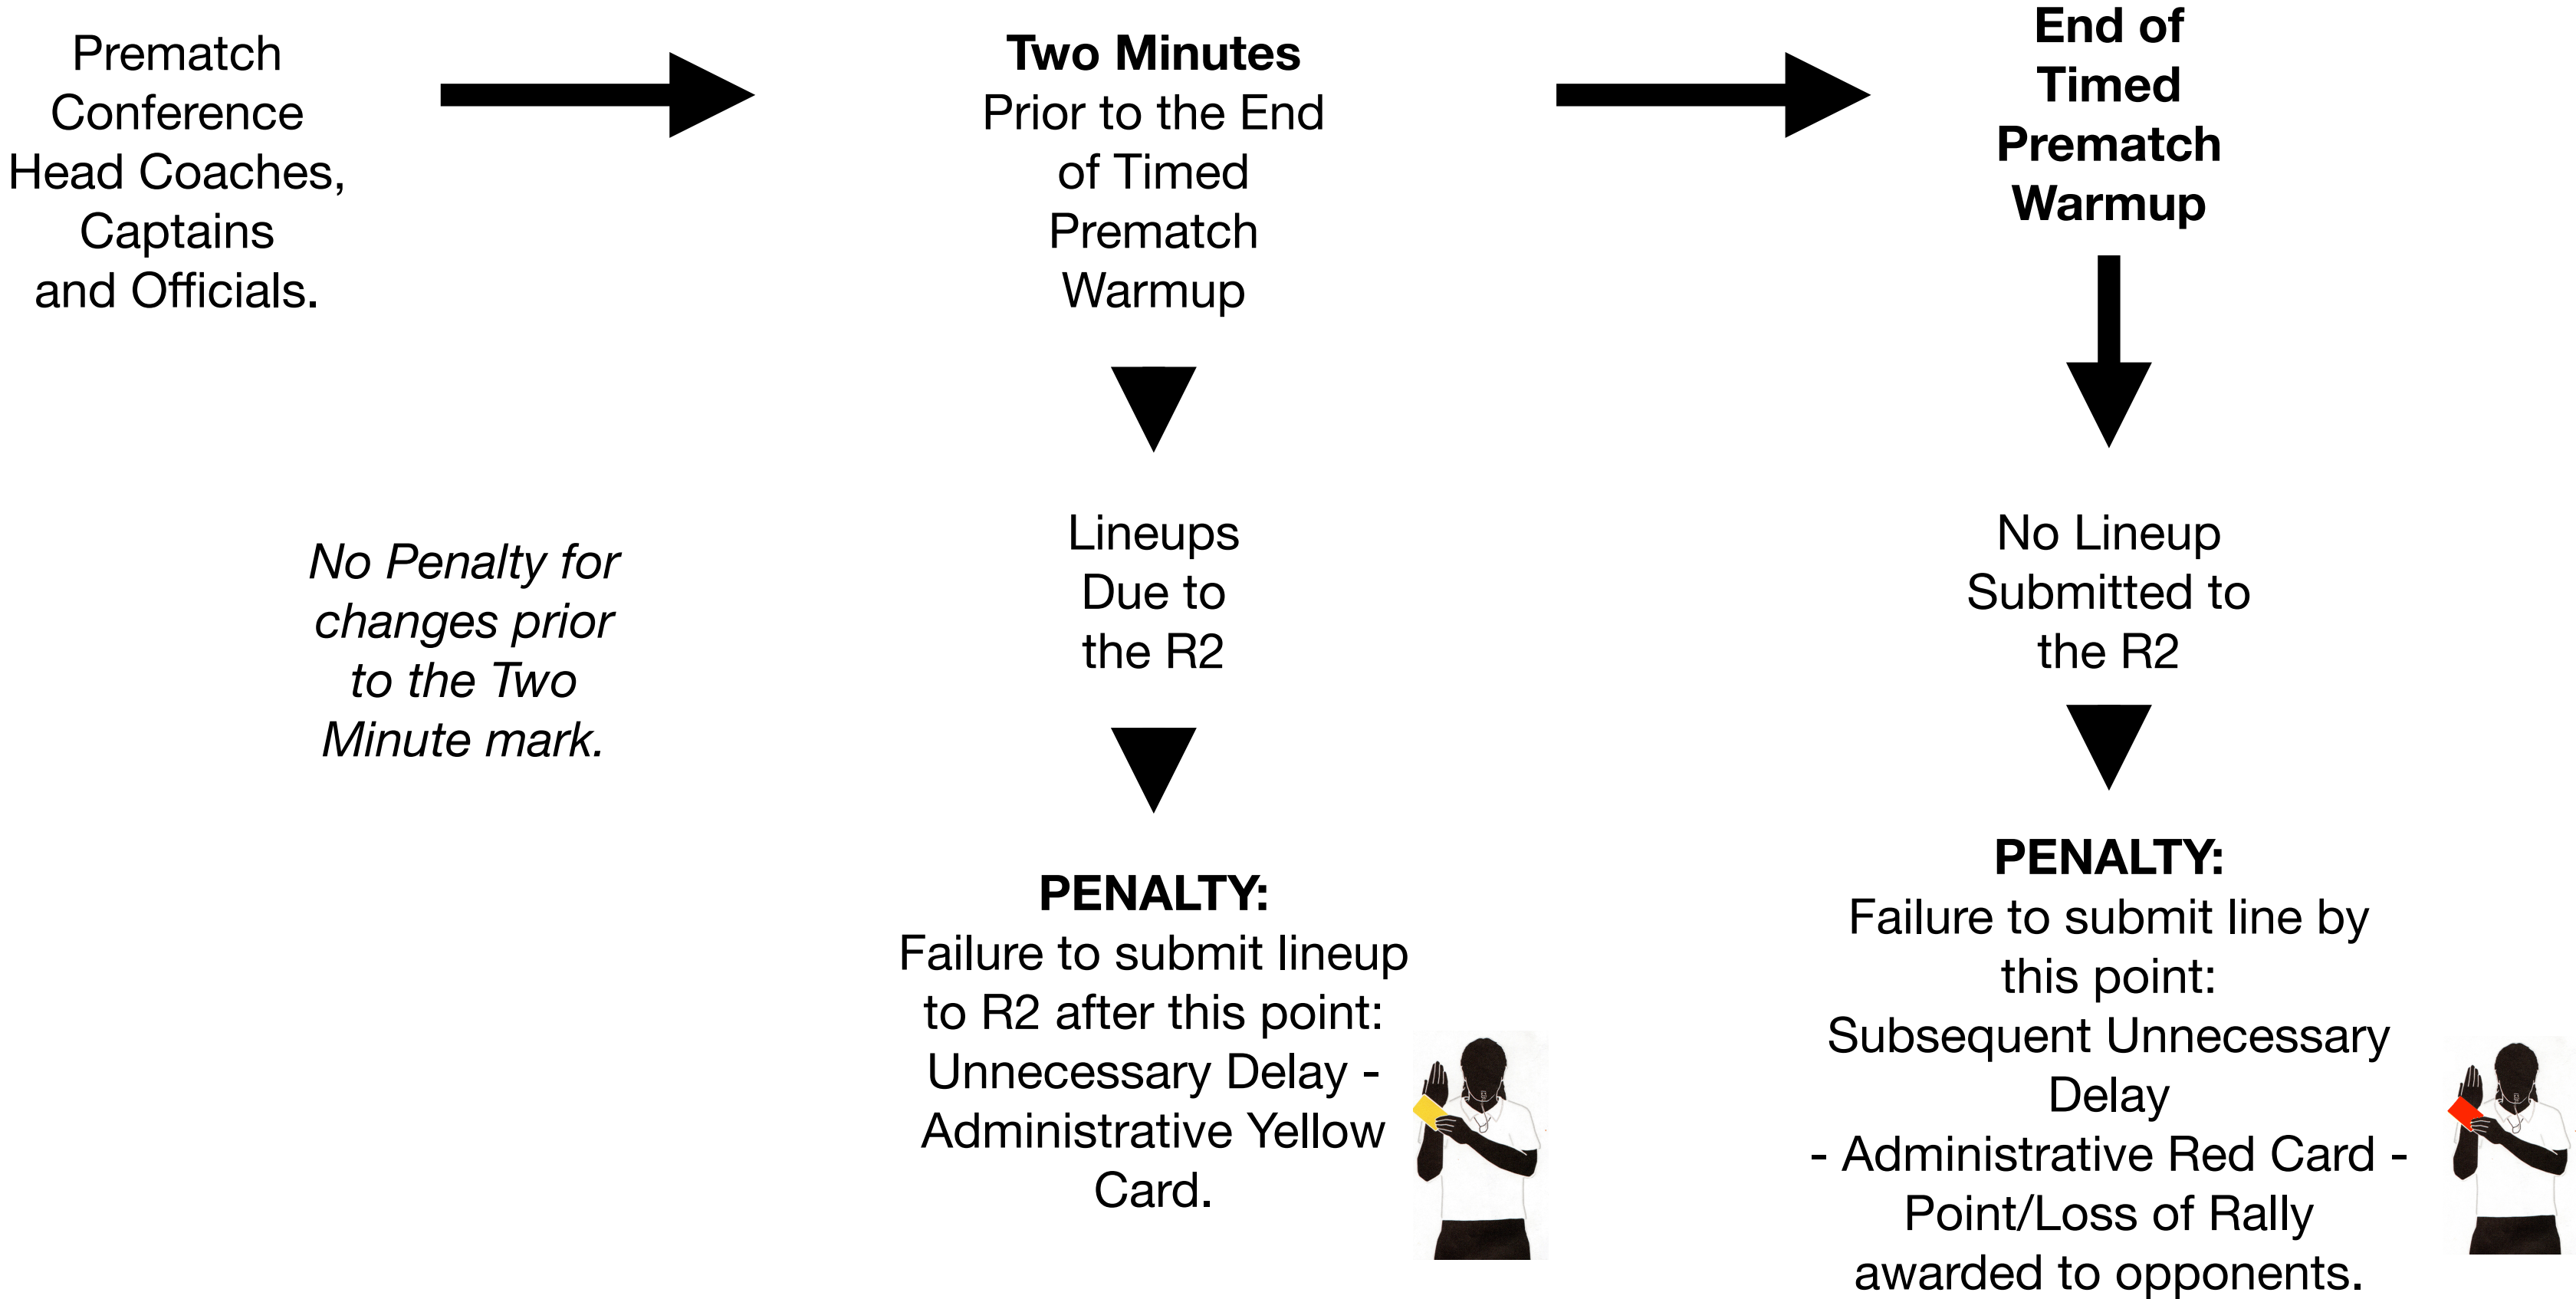 Prematch
Conference
Head Coaches,
Captains
and Officials.
Two Minutes
Prior to the End
of Timed
Prematch
Warmup
End of
Timed
Prematch
Warmup
No Penalty for
changes prior
to the Two
Minute mark.
Lineups
Due to
the R2
No Lineup
Submitted to
the R2
PENALTY:
Failure to submit lineup
to R2 after this point:
Unnecessary Delay -
Administrative Yellow
Card.
PENALTY:
Failure to submit line by
this point:
Subsequent Unnecessary
Delay
- Administrative Red Card -
Point/Loss of Rally
awarded to opponents.